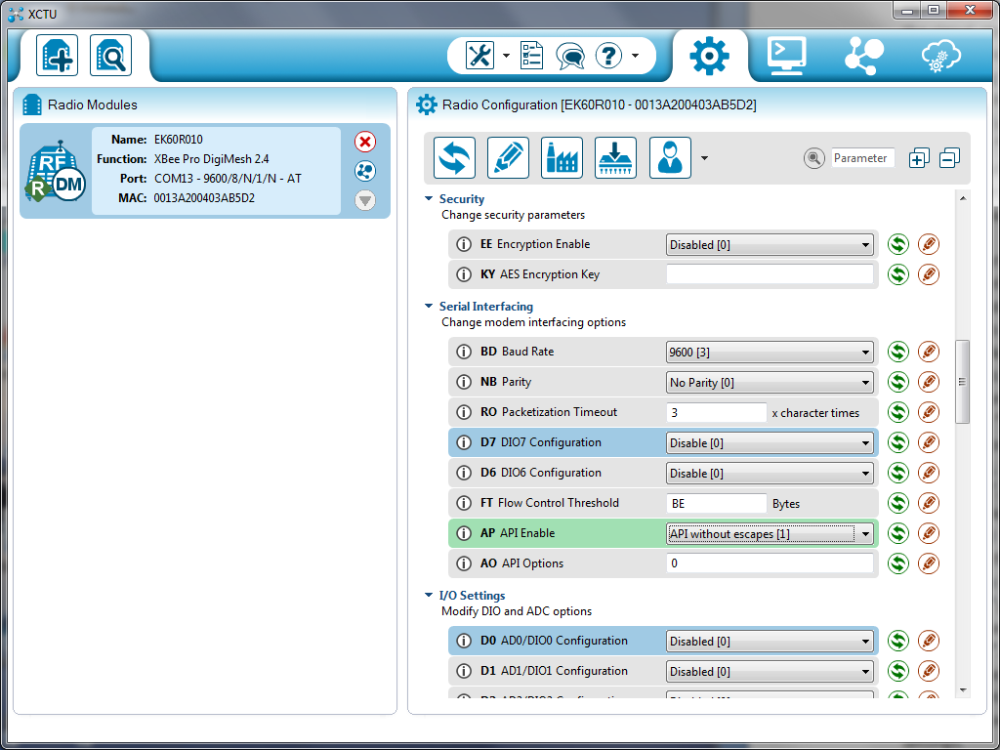 XCTU
Radio Modules
RF
R
DM
Name: EK60R010
Function: XBee Pro DigiMesh 2.4
Port: COM13 - 9600/8/N/1/N - AT
MAC: 0013A200403AB5D2
Radio Configuration [EK60R010 - 0013A200403AB5D2]
Parameter
Security
Change security parameters
EE Encryption Enable Disabled [0]
KY AES Encryption Key
Serial Interfacing
Change modem interfacing options
BD Baud Rate 9600 [3]
NB Parity No Parity [0]
RO Packetization Timeout 3 x character times
D7 DIO7 Configuration Disable [0]
D6 DIO6 Configuration Disable [0]
FT Flow Control Threshold BE Bytes
AP API Enable API without escapes [1]
AO API Options 0
I/O Settings
Modify DIO and ADC options
D0 AD0/DIO0 Configuration Disabled [0]
D1 AD1/DIO1 Configuration Disabled [0]